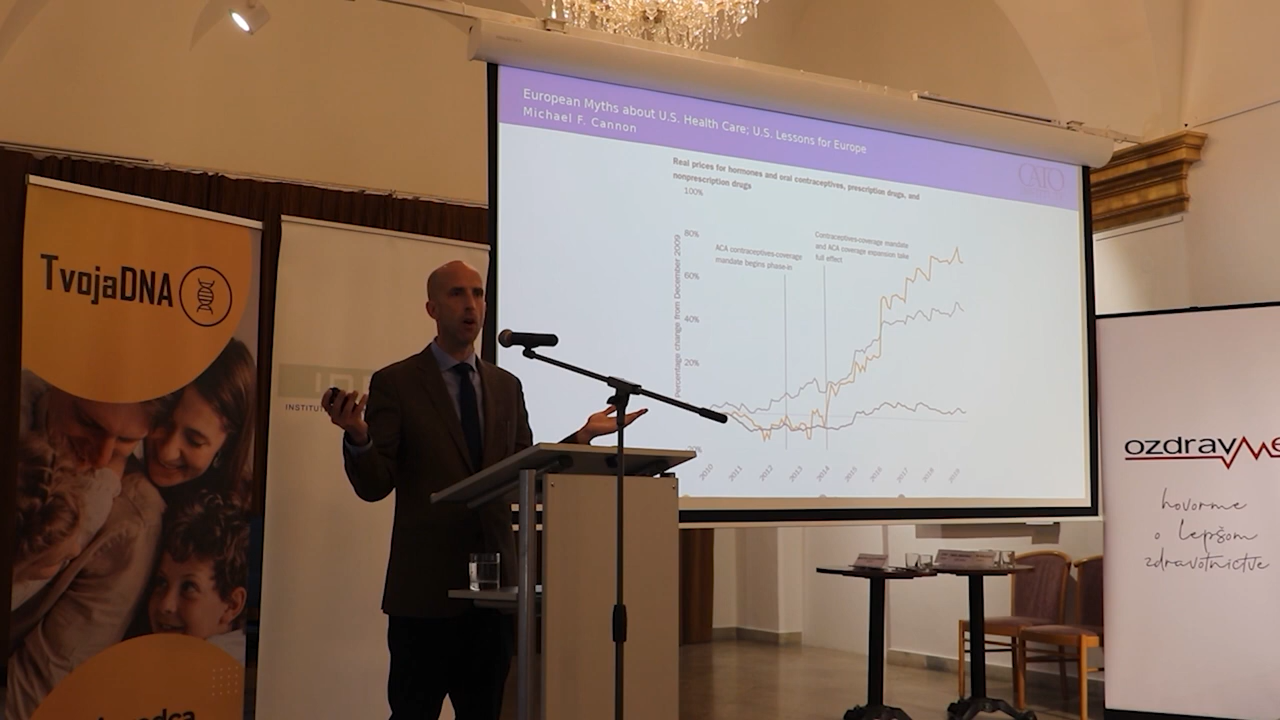 European Myths about U.S. Health Care; U.S. Lessons for Europe
Michael F. Cannon
CATO
Real prices for hormones and oral contraceptives, prescription drugs, and
nonprescription drugs
100%
80%
60%
40%
20%
Percentage change from December 2009
ACA contraceptives-coverage
mandate begins phase-in
Contraceptives-coverage mandate
and ACA coverage expansion take
full effect
2010
2011
2012
2013
2014
2015
2016
2017
2018
2019
TvojaDNA
ozdravme
hovorme
o lepšom
zdravotníctve